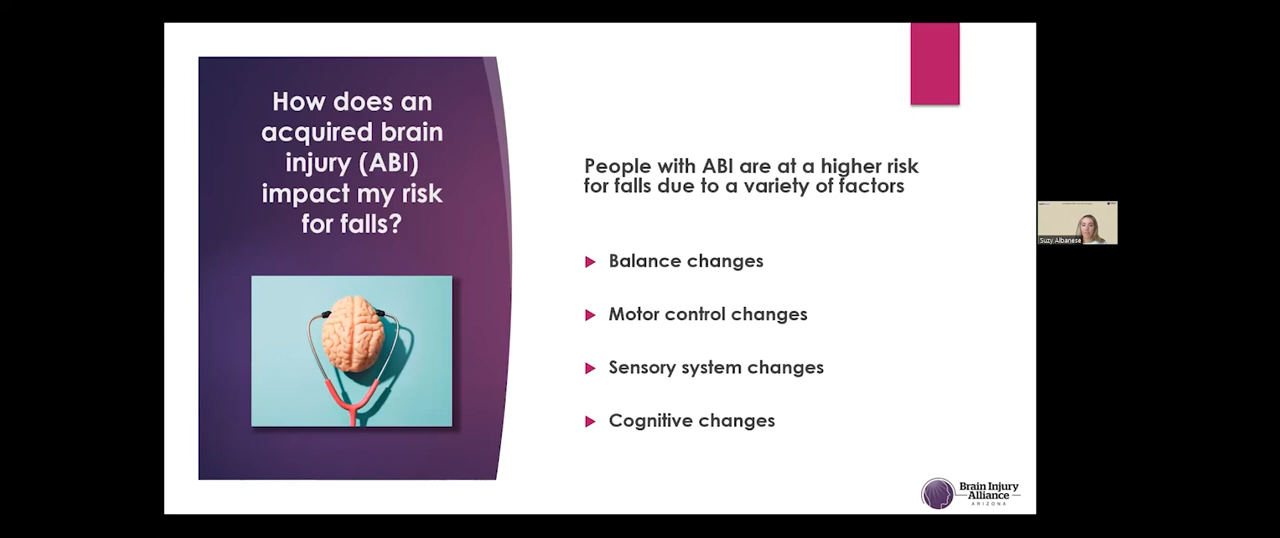 How does an
acquired brain
injury (ABI)
impact my risk
for falls?
People with ABI are at a higher risk
for falls due to a variety of factors
Balance changes
Motor control changes
Sensory system changes
Cognitive changes
Suzy Albanese
Brain Injury
Alliance
ARIZONA